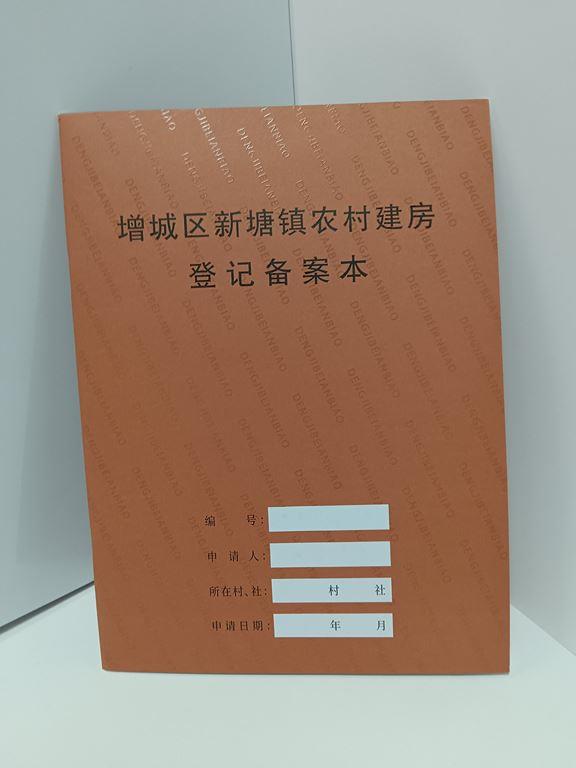 增城区新塘镇农村建房
登记备案本
编 号：
申 请 人：
所在村、社： 村 社
申请日期： 年 月
DENGJIBEIANBIAO